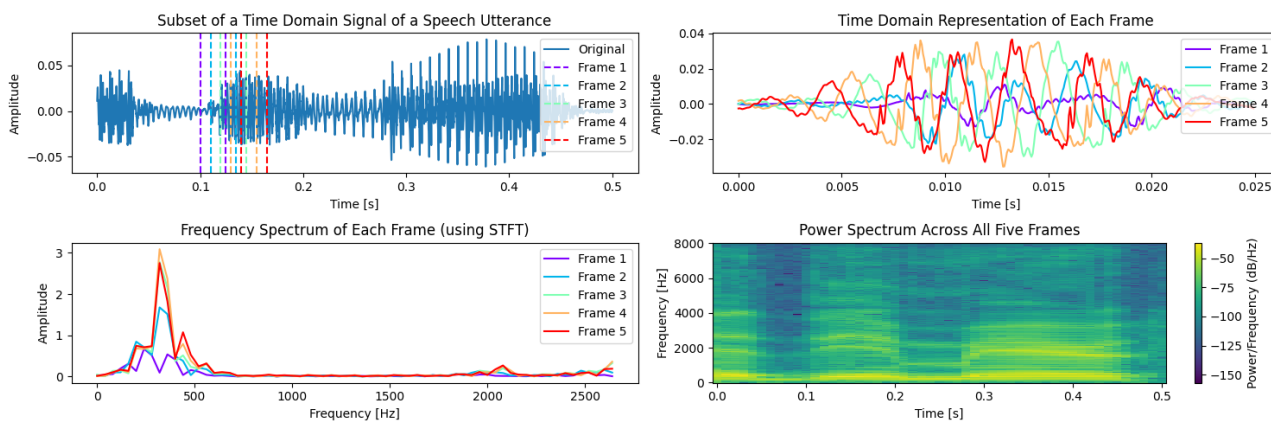 Subset of a Time Domain Signal of a Speech Utterance
0.05
0.00
−0.05
Amplitude
0.0 0.1 0.2 0.3 0.4 0.5
Time [s]
Original
Frame 1
Frame 2
Frame 3
Frame 4
Frame 5
Time Domain Representation of Each Frame
0.04
0.02
0.00
−0.02
Amplitude
0.000 0.005 0.010 0.015 0.020 0.025
Time [s]
Frame 1
Frame 2
Frame 3
Frame 4
Frame 5
Frequency Spectrum of Each Frame (using STFT)
3
2
1
0
Amplitude
0 500 1000 1500 2000 2500
Frequency [Hz]
Frame 1
Frame 2
Frame 3
Frame 4
Frame 5
Power Spectrum Across All Five Frames
8000
6000
4000
2000
0
Frequency [Hz]
0.0 0.1 0.2 0.3 0.4 0.5
Time [s]
−50
−75
−100
−125
−150
Power/Frequency (dB/Hz)